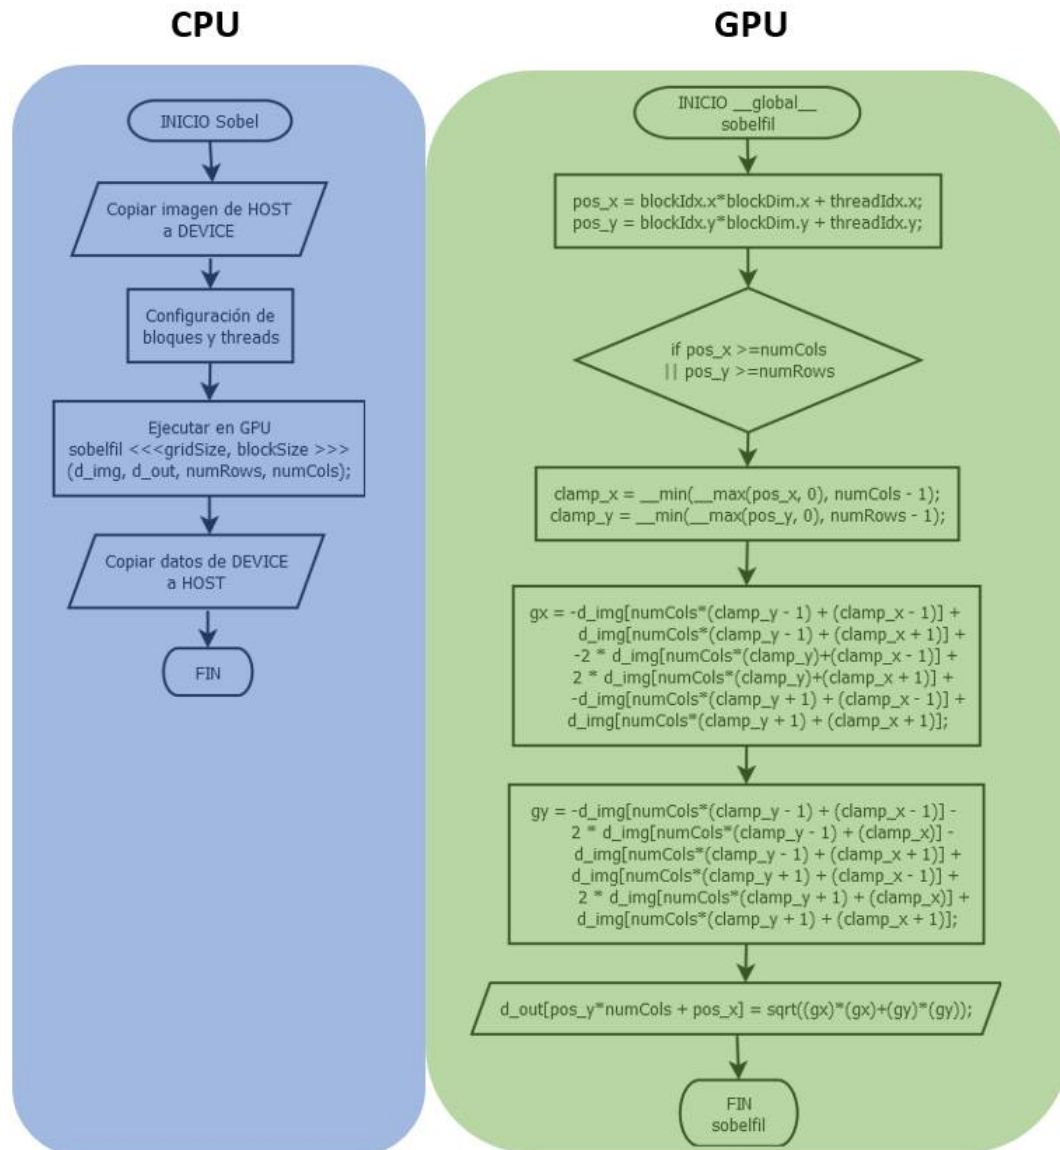 CPU
INICIO Sobel
Copiar imagen de HOST
a DEVICE
Configuración de
bloques y threads
Ejecutar en GPU
sobelfil <<<gridSize, blockSize >>>
(d_img, d_out, numRows, numCols);
Copiar datos de DEVICE
a HOST
FIN
GPU
INICIO __global__
sobelfil
pos_x = blockIdx.x*blockDim.x + threadIdx.x;
pos_y = blockIdx.y*blockDim.y + threadIdx.y;
if pos_x >=numCols
|| pos_y >=numRows
clamp_x = __min(__max(pos_x, 0), numCols - 1);
clamp_y = __min(__max(pos_y, 0), numRows - 1);
gx = -d_img[numCols*(clamp_y - 1) + (clamp_x - 1)] +
d_img[numCols*(clamp_y - 1) + (clamp_x + 1)] +
-2 * d_img[numCols*(clamp_y)+(clamp_x - 1)] +
2 * d_img[numCols*(clamp_y)+(clamp_x + 1)] +
-d_img[numCols*(clamp_y + 1) + (clamp_x - 1)] +
d_img[numCols*(clamp_y + 1) + (clamp_x + 1)];
gy = -d_img[numCols*(clamp_y - 1) + (clamp_x - 1)] -
2 * d_img[numCols*(clamp_y - 1) + (clamp_x)] -
d_img[numCols*(clamp_y - 1) + (clamp_x + 1)] +
d_img[numCols*(clamp_y + 1) + (clamp_x - 1)] +
2 * d_img[numCols*(clamp_y + 1) + (clamp_x)] +
d_img[numCols*(clamp_y + 1) + (clamp_x + 1)];
d_out[pos_y*numCols + pos_x] = sqrt((gx)*(gx)+(gy)*(gy));
FIN
sobelfil